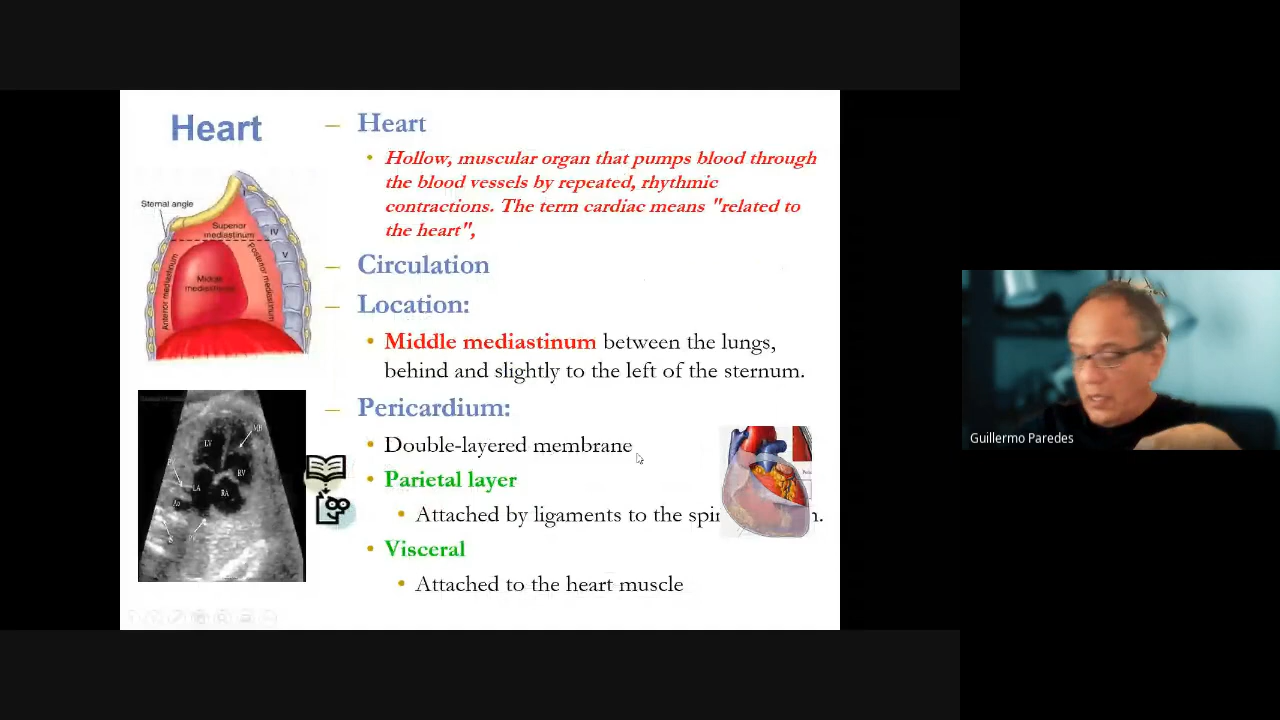 Heart
Sternal angle
I
Superior
mediastinum
IV
V
Middle
mediastinum
Anterior mediastinum
Posterior mediastinum
LV
MB
RV
LA
RA
Ao
S
– Heart
• Hollow, muscular organ that pumps blood through
the blood vessels by repeated, rhythmic
contractions. The term cardiac means "related to
the heart",
– Circulation
– Location:
• Middle mediastinum between the lungs,
behind and slightly to the left of the sternum.
– Pericardium:
• Double-layered membrane
• Parietal layer
• Attached by ligaments to the
• Visceral
• Attached to the heart muscle
Guillermo Paredes